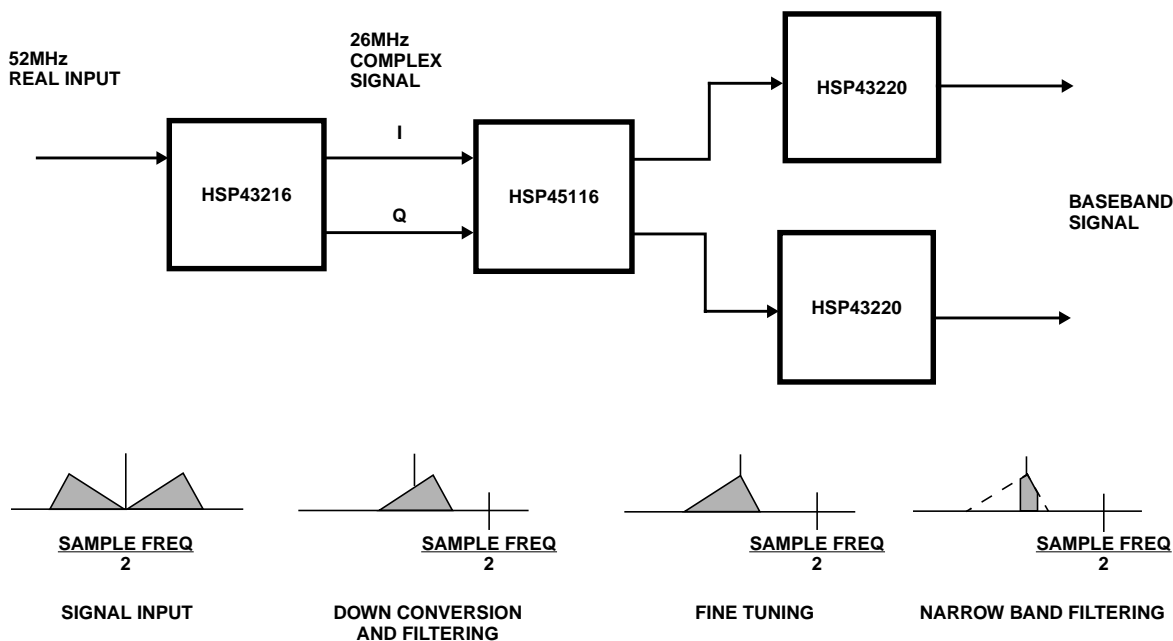 52MHz
REAL INPUT
26MHz
COMPLEX
SIGNAL
I
Q
HSP43216
HSP45116
HSP43220
HSP43220
BASEBAND
SIGNAL
SAMPLE FREQ
2
SAMPLE FREQ
2
SAMPLE FREQ
2
SAMPLE FREQ
2
SIGNAL INPUT
DOWN CONVERSION
AND FILTERING
FINE TUNING
NARROW BAND FILTERING